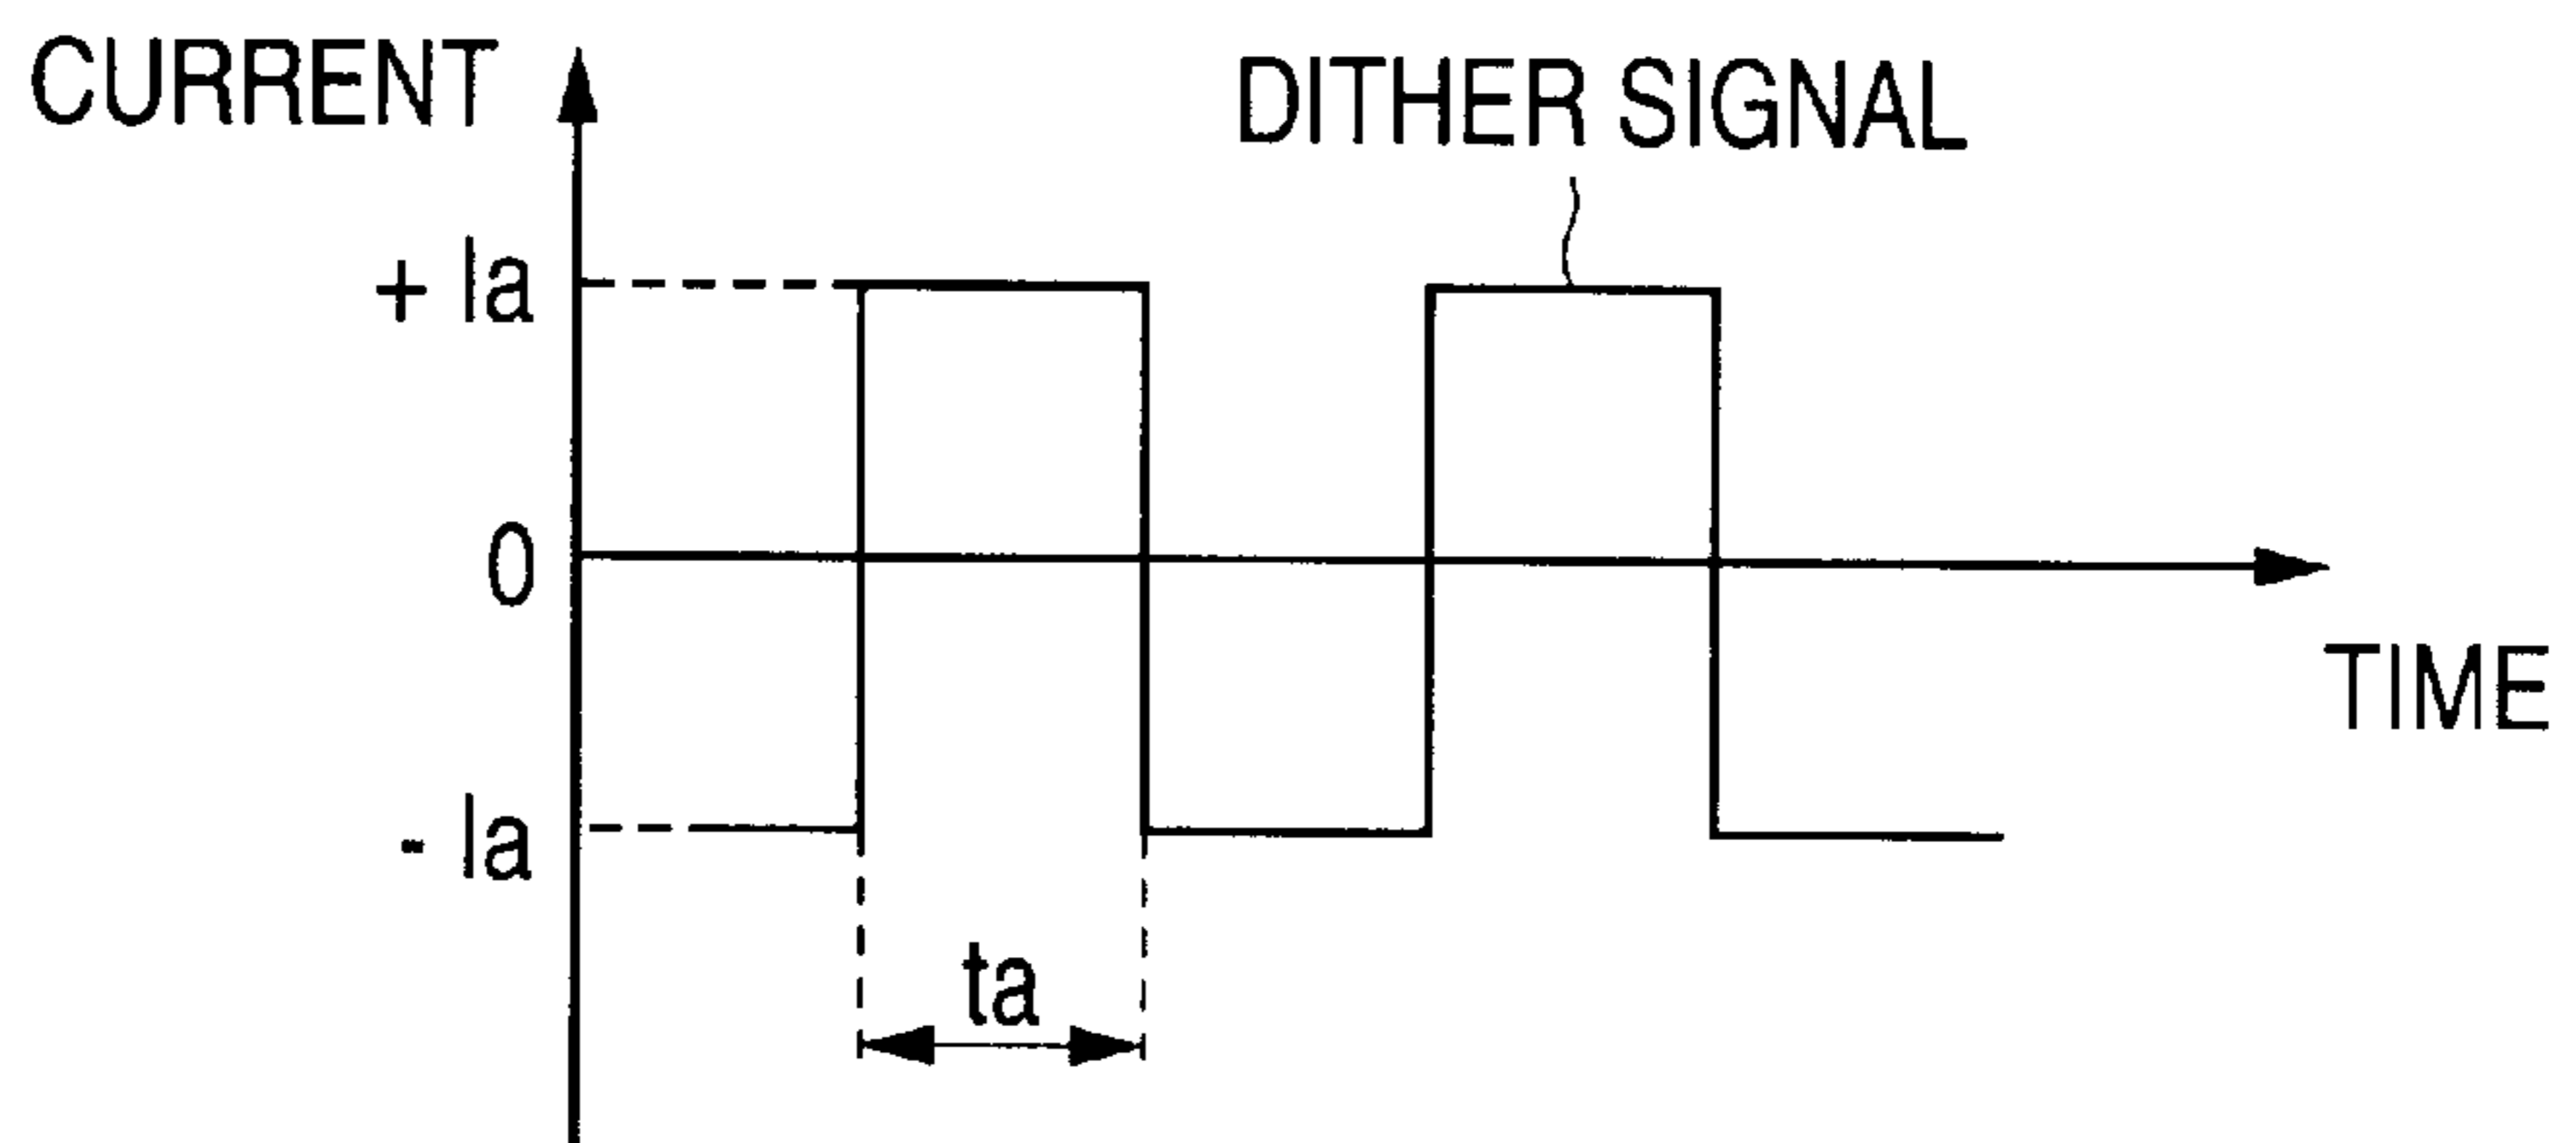 CURRENT
DITHER SIGNAL
+ Ia
0
- Ia
TIME
ta